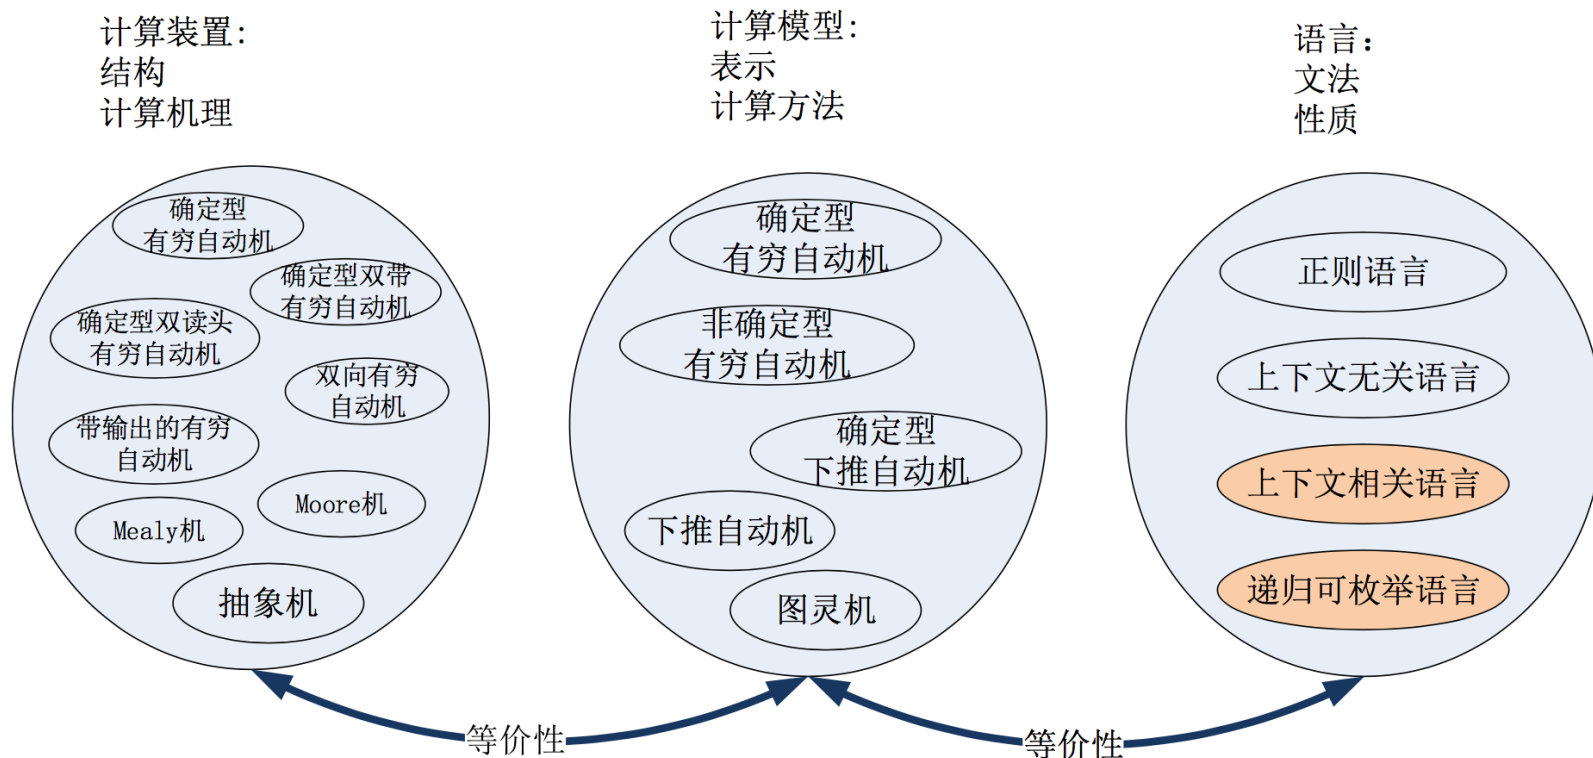 计算装置:
结构
计算机理
计算模型:
表示
计算方法
语言：
文法
性质
确定型
有穷自动机
确定型双带
有穷自动机
确定型双读头
有穷自动机
双向有穷
自动机
带输出的有穷
自动机
Moore机
Mealy机
抽象机
确定型
有穷自动机
非确定型
有穷自动机
确定型
下推自动机
下推自动机
图灵机
正则语言
上下文无关语言
上下文相关语言
递归可枚举语言
等价性
等价性